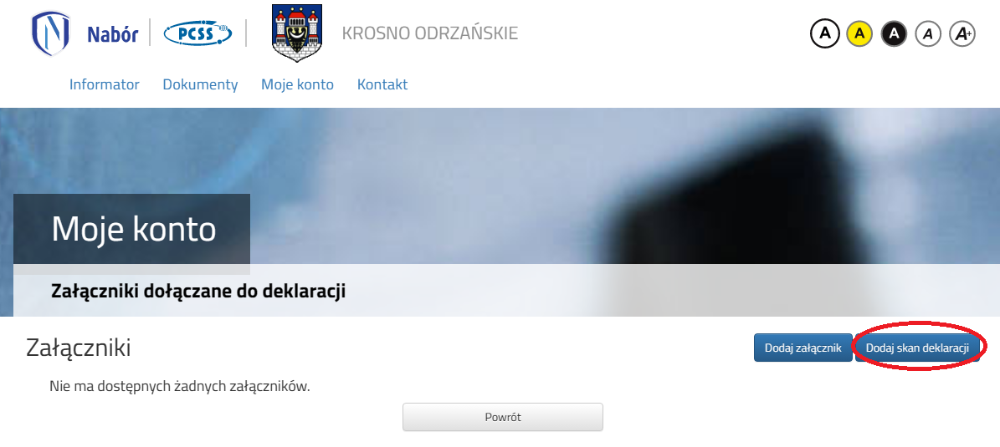 Nabór PCSS KROSNO ODRZAŃSKIE A A A A A+
Informator Dokumenty Moje konto Kontakt
Moje konto
Załączniki dołączane do deklaracji
Załączniki Dodaj załącznik Dodaj skan deklaracji
Nie ma dostępnych żadnych załączników.
Powrót